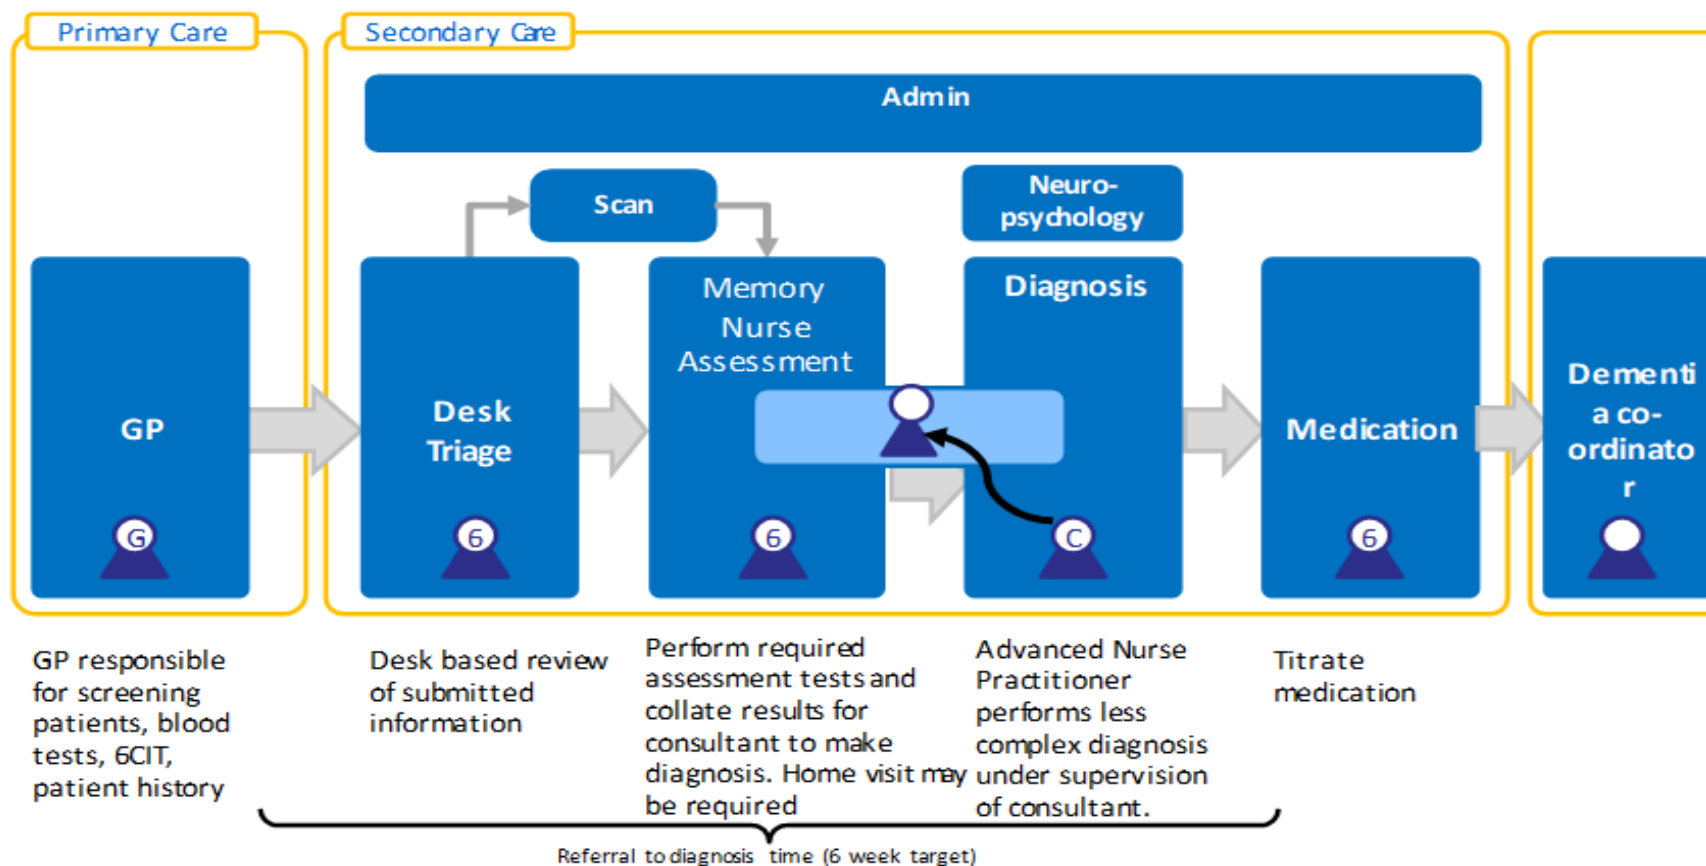 Primary Care
Secondary Care
Admin
Scan
Neuro-
psychology
GP
G
Desk
Triage
6
Memory
Nurse
Assessment
6
Diagnosis
C
Medication
6
Dementi
a co-
ordinato
r
GP responsible
for screening
patients, blood
tests, 6CIT,
patient history
Desk based review
of submitted
information
Perform required
assessment tests and
collate results for
consultant to make
diagnosis. Home visit may
be required
Advanced Nurse
Practitioner
performs less
complex diagnosis
under supervision
of consultant.
Titrate
medication
Referral to diagnosis time (6 week target)